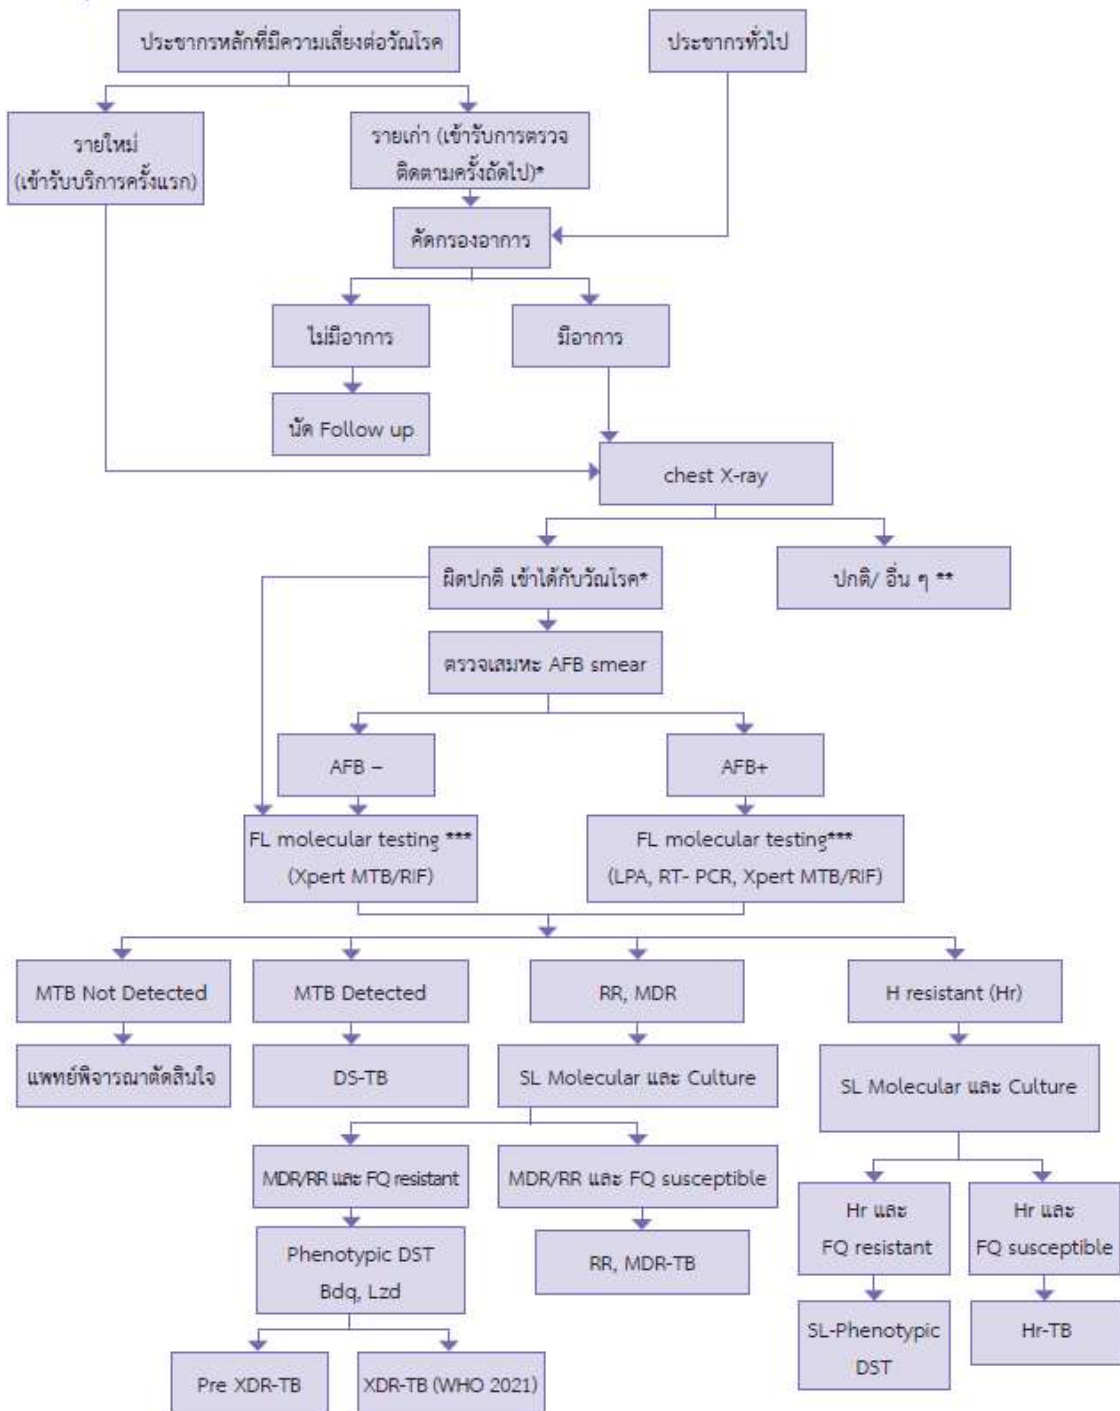 ประชากรหลักที่มีความเสี่ยงต่อวัณโรค
ประชากรทั่วไป
รายใหม่
(เข้ารับบริการครั้งแรก)
รายเก่า (เข้ารับการตรวจ
ติดตามครั้งถัดไป)*
คัดกรองอาการ
ไม่มีอาการ
มีอาการ
นัด Follow up
chest X-ray
ผิดปกติ เข้าได้กับวัณโรค*
ปกติ/ อื่น ๆ **
ตรวจเสมหะ AFB smear
AFB –
AFB+
FL molecular testing ***
(Xpert MTB/RIF)
FL molecular testing***
(LPA, RT- PCR, Xpert MTB/RIF)
MTB Not Detected
MTB Detected
RR, MDR
H resistant (Hr)
แพทย์พิจารณาตัดสินใจ
DS-TB
SL Molecular และ Culture
SL Molecular และ Culture
MDR/RR และ FQ resistant
MDR/RR และ FQ susceptible
Hr และ
FQ resistant
Hr และ
FQ susceptible
Phenotypic DST
Bdq, Lzd
RR, MDR-TB
SL-Phenotypic
DST
Hr-TB
Pre XDR-TB
XDR-TB (WHO 2021)